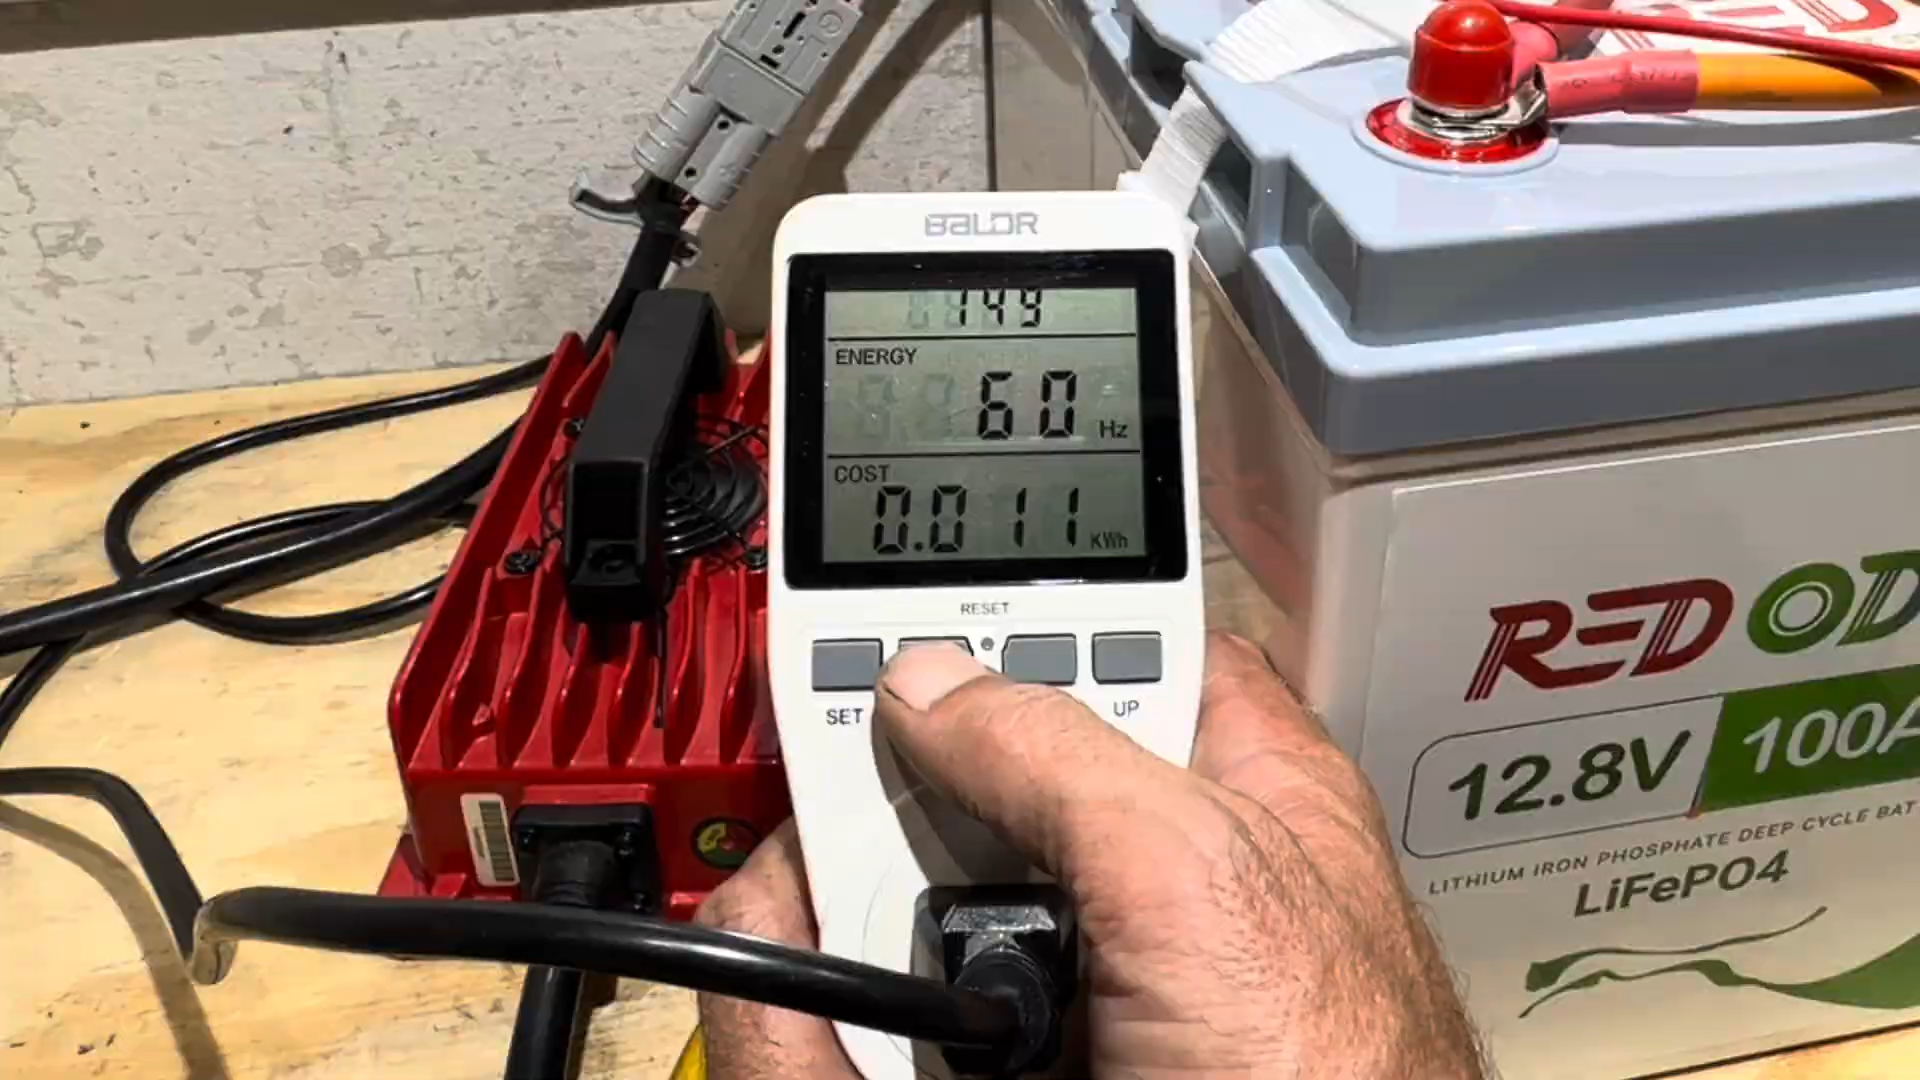 BaLDR
149
ENERGY
60 Hz
COST
0.011 KWh
RESET
SET
UP
RED OD
12.8V 100A
LITHIUM IRON PHOSPHATE DEEP CYCLE BAT
LiFePO4